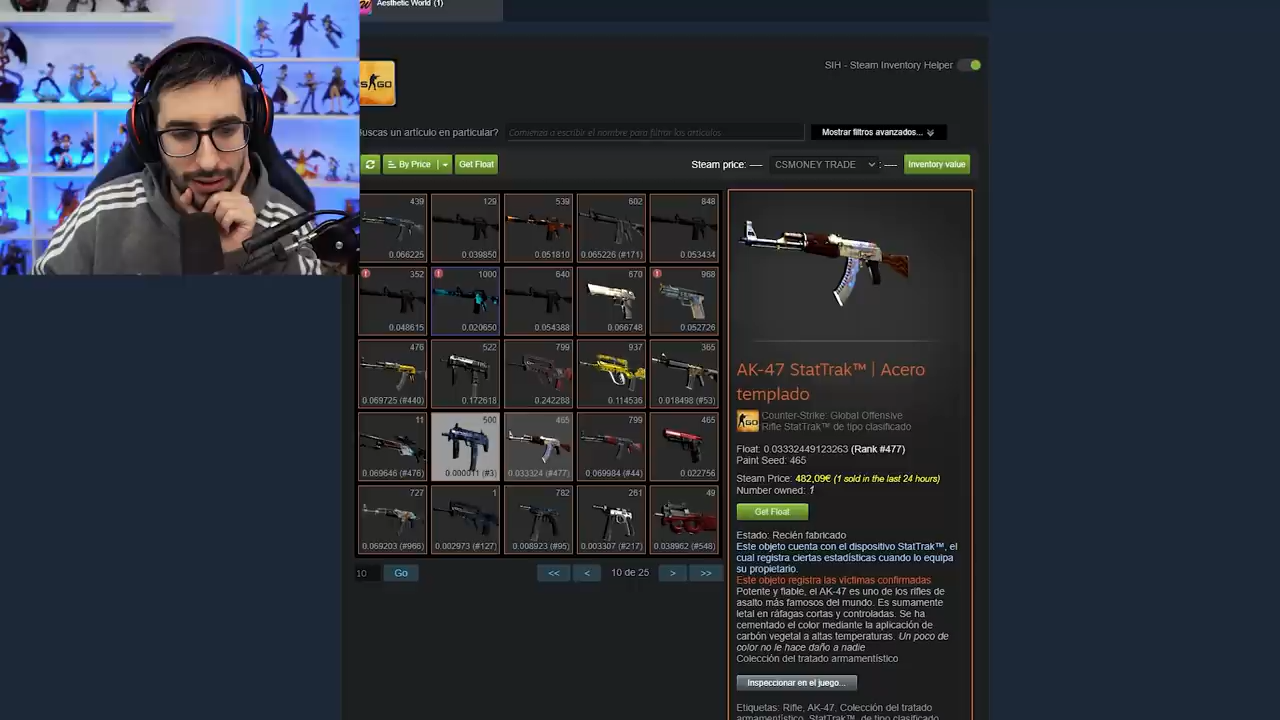 Aesthetic World (1)
SIH - Steam Inventory Helper
S GO
buscas un artículo en particular?
Comienza a escribir el nombre para filtrar los artículos.
Mostrar filtros avanzados...
By Price
Get Float
Steam price: —
CSMONEY TRADE
: —
Inventory value
439 129 539 602 848
0.066225 0.039850 0.051810 0.065226 (#171) 0.053434
352 1000 640 670 968
0.048615 0.020650 0.054388 0.066748 0.052726
476 522 799 937 365
0.069725 (#440) 0.172618 0.242288 0.114536 0.018498 (#53)
11 500 465 799 465
0.069646 (#476) 0.000011 (#3) 0.033324 (#477) 0.069984 (#44) 0.022756
727 1 782 261 49
0.069203 (#966) 0.002973 (#127) 0.008923 (#95) 0.003307 (#217) 0.038962 (#548)
10 Go << < 10 de 25 > >>
AK-47 StatTrak™ | Acero
templado
GO
Counter-Strike: Global Offensive
Rifle StatTrak™ de tipo clasificado
Float: 0.03332449123263 (Rank #477)
Paint Seed: 465
Steam Price: 482,09€ (1 sold in the last 24 hours)
Number owned: 1
Get Float
Estado: Recién fabricado
Este objeto cuenta con el dispositivo StatTrak™, el
cual registra ciertas estadísticas cuando lo equipa
su propietario.
Este objeto registra las víctimas confirmadas
Potente y fiable, el AK-47 es uno de los rifles de
asalto más famosos del mundo. Es sumamente
letal en ráfagas cortas y controladas. Se ha
cementado el color mediante la aplicación de
carbón vegetal a altas temperaturas. Un poco de
color no le hace daño a nadie
Colección del tratado armamentístico
Inspeccionar en el juego...
Etiquetas: Rifle, AK-47, Colección del tratado
armamentístico, StatTrak™, de tipo clasificado,